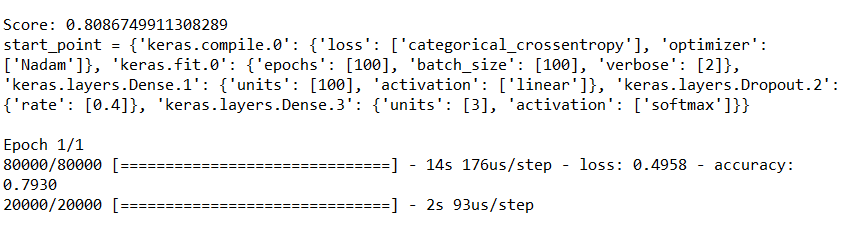 Score: 0.8086749911308289
start_point = {'keras.compile.0': {'loss': ['categorical_crossentropy'], 'optimizer':
['Nadam']}, 'keras.fit.0': {'epochs': [100], 'batch_size': [100], 'verbose': [2]},
'keras.layers.Dense.1': {'units': [100], 'activation': ['linear']}, 'keras.layers.Dropout.2':
{'rate': [0.4]}, 'keras.layers.Dense.3': {'units': [3], 'activation': ['softmax']}}
Epoch 1/1
80000/80000 [==============================] - 14s 176us/step - loss: 0.4958 - accuracy:
0.7930
20000/20000 [==============================] - 2s 93us/step